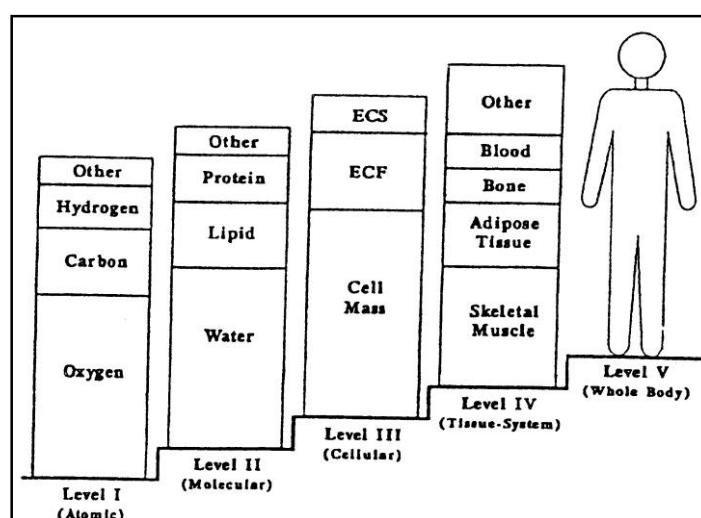 Other
Hydrogen
Carbon
Oxygen
Level I
(Atomic)
Other
Protein
Lipid
Water
Level II
(Molecular)
ECS
ECF
Cell
Mass
Level III
(Cellular)
Other
Blood
Bone
Adipose
Tissue
Skeletal
Muscle
Level IV
(Tissue-System)
Level V
(Whole Body)